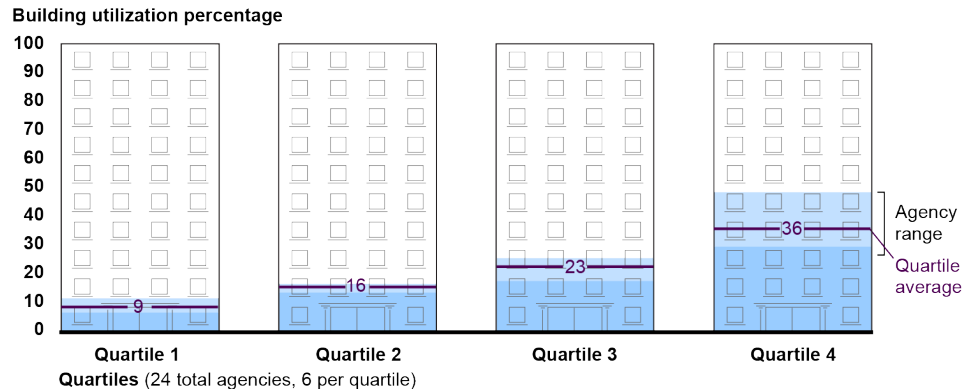 Building utilization percentage
100
90
80
70
60
50
40
30
20
10
0
9
16
23
36
Agency
range
Quartile
average
Quartile 1
Quartile 2
Quartile 3
Quartile 4
Quartiles (24 total agencies, 6 per quartile)